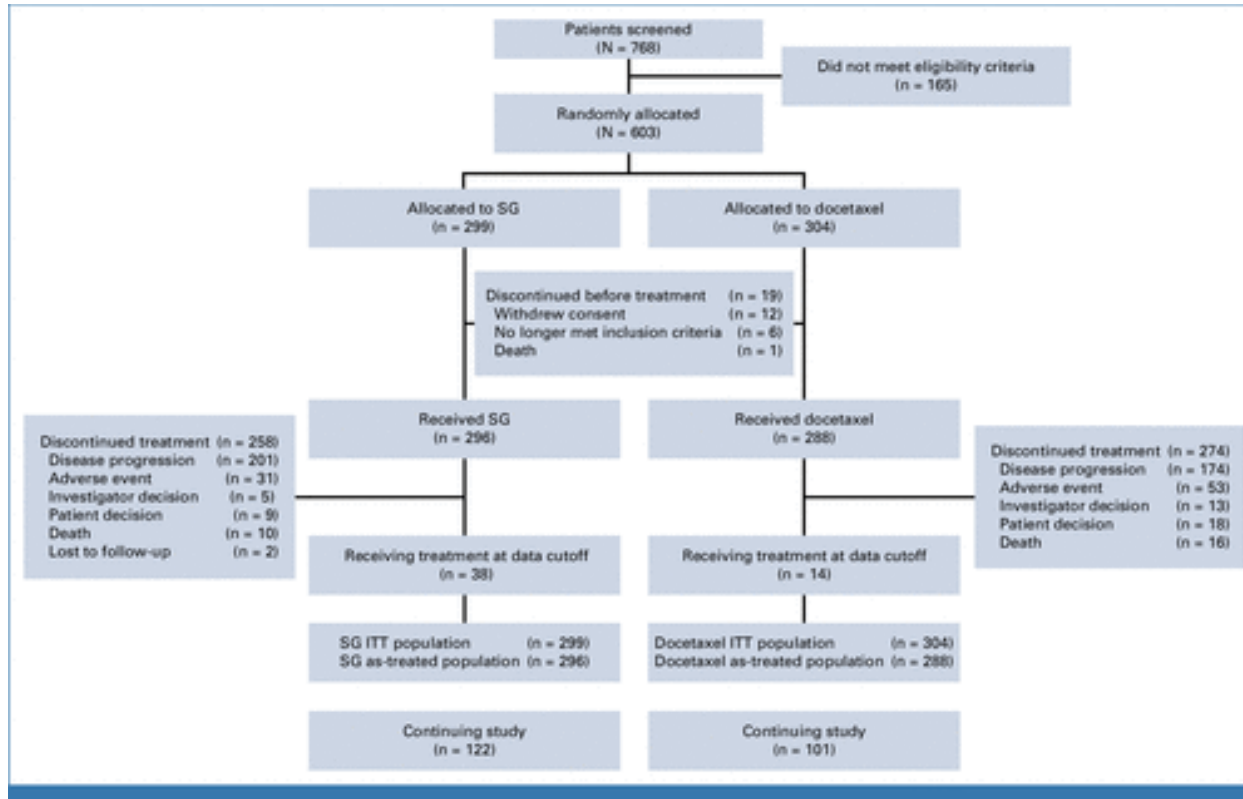 Patients screened
(N = 768)
Did not meet eligibility criteria
(n = 165)
Randomly allocated
(N = 603)
Allocated to SG
(n = 299)
Allocated to docetaxel
(n = 304)
Discontinued before treatment (n = 19)
Withdrew consent (n = 12)
No longer met inclusion criteria (n = 6)
Death (n = 1)
Received SG
(n = 296)
Received docetaxel
(n = 288)
Discontinued treatment (n = 258)
Disease progression (n = 201)
Adverse event (n = 31)
Investigator decision (n = 5)
Patient decision (n = 9)
Death (n = 10)
Lost to follow-up (n = 2)
Discontinued treatment (n = 274)
Disease progression (n = 174)
Adverse event (n = 53)
Investigator decision (n = 13)
Patient decision (n = 18)
Death (n = 16)
Receiving treatment at data cutoff
(n = 38)
Receiving treatment at data cutoff
(n = 14)
SG ITT population (n = 299)
SG as-treated population (n = 296)
Docetaxel ITT population (n = 304)
Docetaxel as-treated population (n = 288)
Continuing study
(n = 122)
Continuing study
(n = 101)